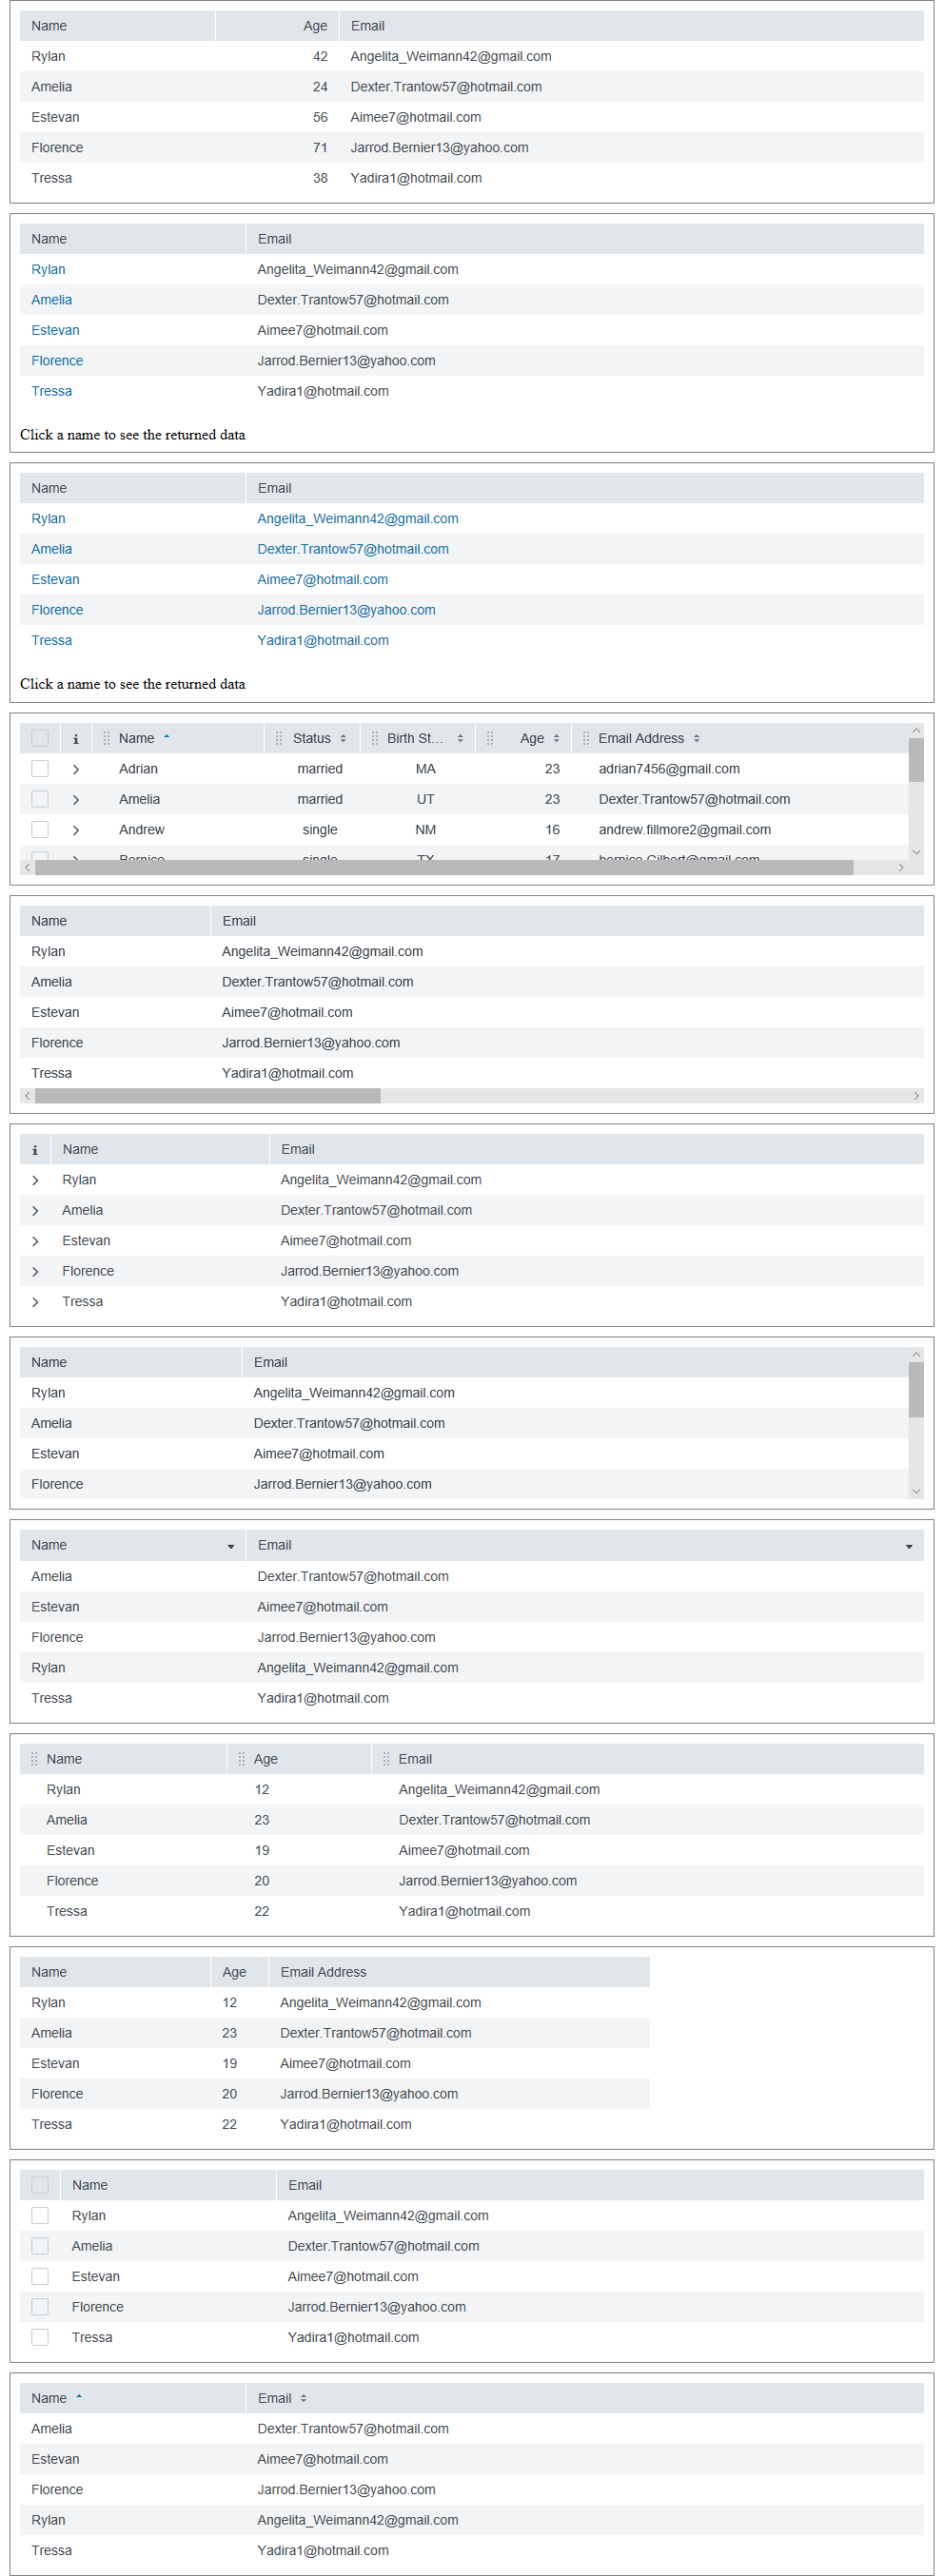 Name Age Email
Rylan 42 Angelita_Weimann42@gmail.com
Amelia 24 Dexter.Trantow57@hotmail.com
Estevan 56 Aimee7@hotmail.com
Florence 71 Jarrod.Bernier13@yahoo.com
Tressa 38 Yadira1@hotmail.com
Name Email
Rylan Angelita_Weimann42@gmail.com
Amelia Dexter.Trantow57@hotmail.com
Estevan Aimee7@hotmail.com
Florence Jarrod.Bernier13@yahoo.com
Tressa Yadira1@hotmail.com
Click a name to see the returned data
Name Email
Rylan Angelita_Weimann42@gmail.com
Amelia Dexter.Trantow57@hotmail.com
Estevan Aimee7@hotmail.com
Florence Jarrod.Bernier13@yahoo.com
Tressa Yadira1@hotmail.com
Click a name to see the returned data
Name Status Birth St... Age Email Address
Adrian married MA 23 adrian7456@gmail.com
Amelia married UT 23 Dexter.Trantow57@hotmail.com
Andrew single NM 16 andrew.fillmore2@gmail.com
Bernice single TX 17 bernice.Gilbert@gmail.com
Name Email
Rylan Angelita_Weimann42@gmail.com
Amelia Dexter.Trantow57@hotmail.com
Estevan Aimee7@hotmail.com
Florence Jarrod.Bernier13@yahoo.com
Tressa Yadira1@hotmail.com
Name Email
Rylan Angelita_Weimann42@gmail.com
Amelia Dexter.Trantow57@hotmail.com
Estevan Aimee7@hotmail.com
Florence Jarrod.Bernier13@yahoo.com
Tressa Yadira1@hotmail.com
Name Email
Rylan Angelita_Weimann42@gmail.com
Amelia Dexter.Trantow57@hotmail.com
Estevan Aimee7@hotmail.com
Florence Jarrod.Bernier13@yahoo.com
Name Email
Amelia Dexter.Trantow57@hotmail.com
Estevan Aimee7@hotmail.com
Florence Jarrod.Bernier13@yahoo.com
Rylan Angelita_Weimann42@gmail.com
Tressa Yadira1@hotmail.com
Name Age Email
Rylan 12 Angelita_Weimann42@gmail.com
Amelia 23 Dexter.Trantow57@hotmail.com
Estevan 19 Aimee7@hotmail.com
Florence 20 Jarrod.Bernier13@yahoo.com
Tressa 22 Yadira1@hotmail.com
Name Age Email Address
Rylan 12 Angelita_Weimann42@gmail.com
Amelia 23 Dexter.Trantow57@hotmail.com
Estevan 19 Aimee7@hotmail.com
Florence 20 Jarrod.Bernier13@yahoo.com
Tressa 22 Yadira1@hotmail.com
Name Email
Rylan Angelita_Weimann42@gmail.com
Amelia Dexter.Trantow57@hotmail.com
Estevan Aimee7@hotmail.com
Florence Jarrod.Bernier13@yahoo.com
Tressa Yadira1@hotmail.com
Name Email
Amelia Dexter.Trantow57@hotmail.com
Estevan Aimee7@hotmail.com
Florence Jarrod.Bernier13@yahoo.com
Rylan Angelita_Weimann42@gmail.com
Tressa Yadira1@hotmail.com